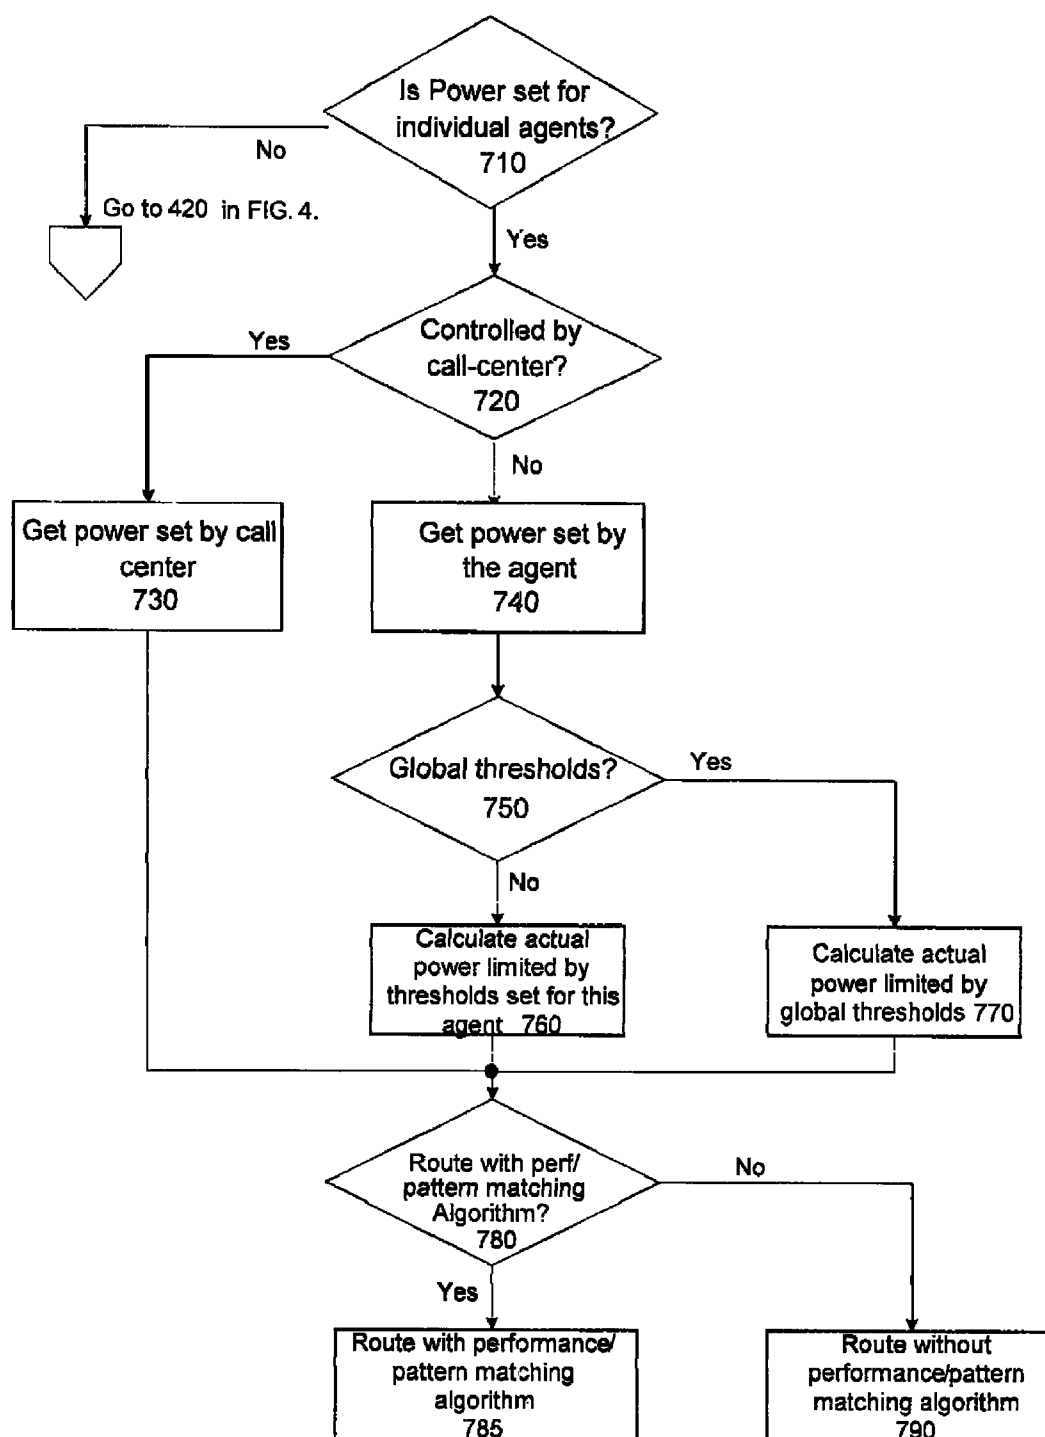 Is Power set for
individual agents?
710
No
Go to 420 in FIG. 4.
Yes
Controlled by
call-center?
720
Yes
No
Get power set by call
center
730
Get power set by
the agent
740
Global thresholds?
750
Yes
No
Calculate actual
power limited by
thresholds set for this
agent 760
Calculate actual
power limited by
global thresholds 770
Route with perf/
pattern matching
Algorithm?
780
No
Yes
Route with performance/
pattern matching
algorithm
785
Route without
performance/pattern
matching algorithm
790